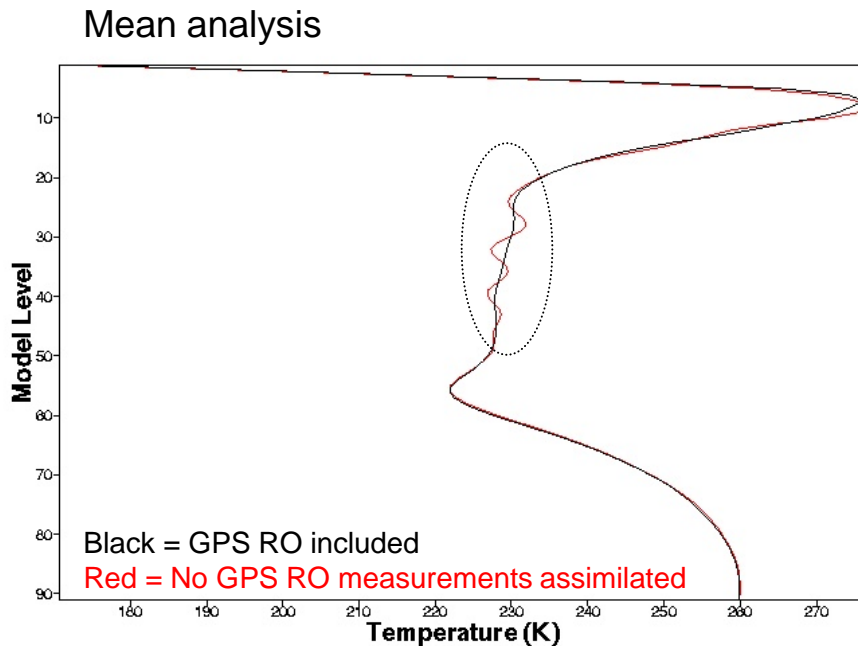 Mean analysis
Model Level
10
20
30
40
50
60
70
80
90
Black = GPS RO included
Red = No GPS RO measurements assimilated
180 190 200 210 220 230 240 250 260 270
Temperature (K)